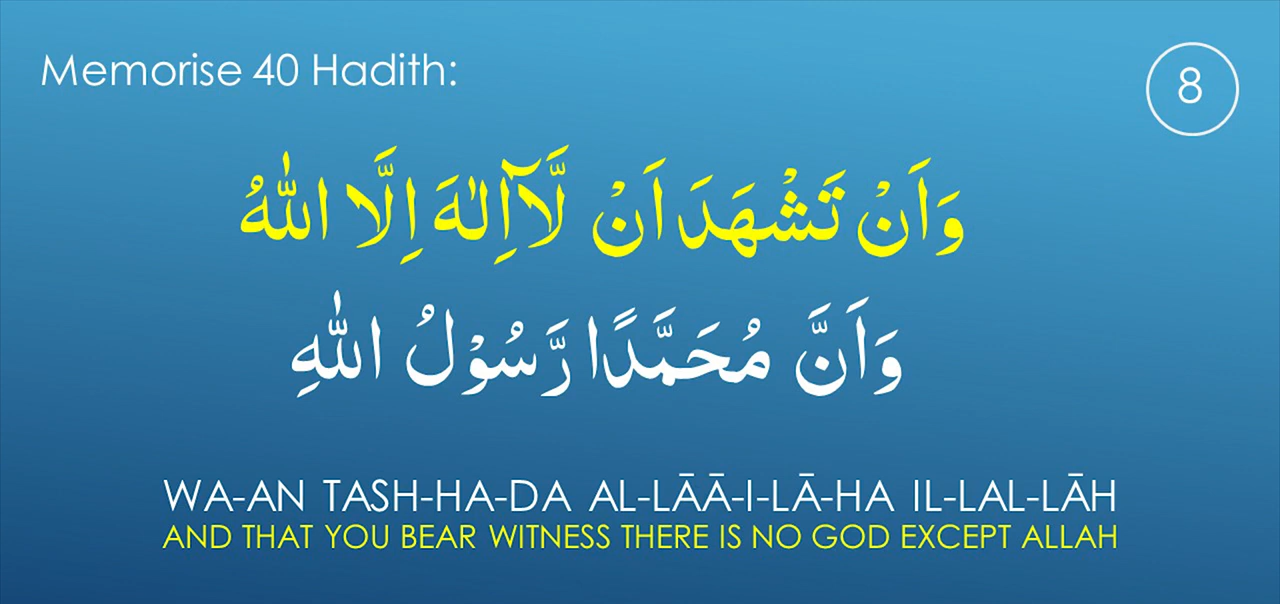 Memorise 40 Hadith:
8
وَاَنْ تَشْهَدَ اَنْ لَّآاِلٰهَ اِلَّا اللّٰهُ
وَاَنَّ مُحَمَّدًا رَّسُوْلُ اللّٰهِ
WA-AN TASH-HA-DA AL-LĀĀ-I-LĀ-HA IL-LAL-LĀH
AND THAT YOU BEAR WITNESS THERE IS NO GOD EXCEPT ALLAH